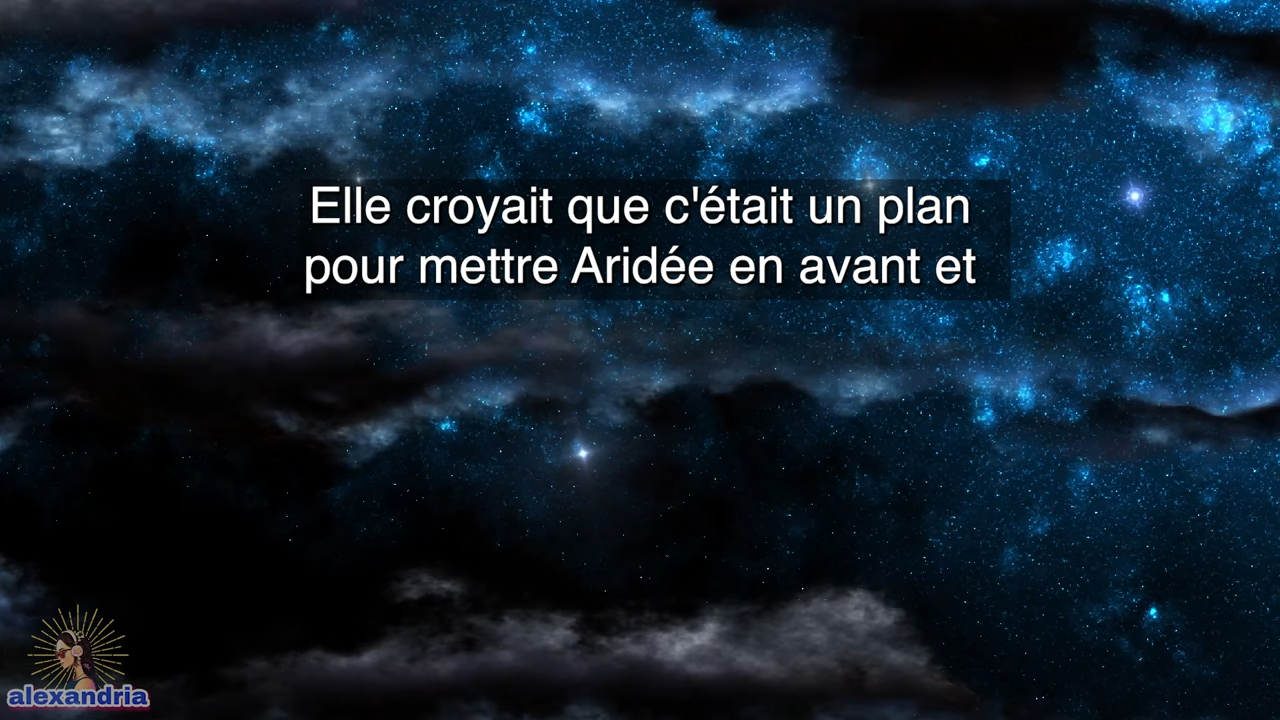 Elle croyait que c'était un plan
pour mettre Aridée en avant et
alexandria